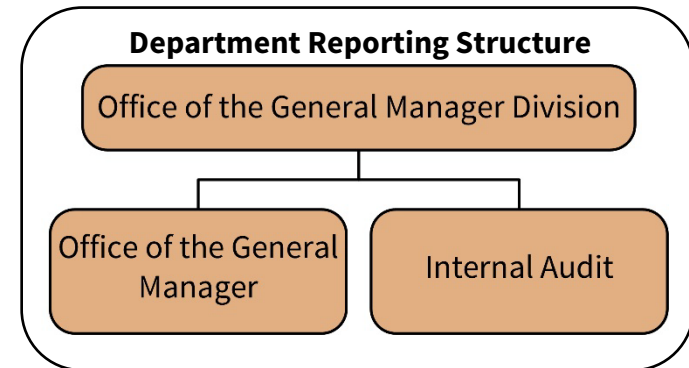 Department Reporting Structure
Office of the General Manager Division
Office of the General
Manager
Internal Audit